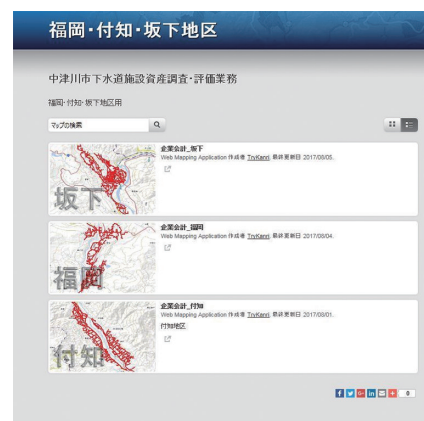 福岡・付知・坂下地区
中津川市下水道施設資産調査・評価業務
福岡・付知・坂下地区用
マップの検索
坂下
企業会計_坂下
Web Mapping Application 作成者 TryKanri. 最終更新日 2017/08/05.
福岡
企業会計_福岡
Web Mapping Application 作成者 TryKanri. 最終更新日 2017/08/04.
付知
企業会計_付知
Web Mapping Application 作成者 TryKanri. 最終更新日 2017/08/01.
付知地区
0